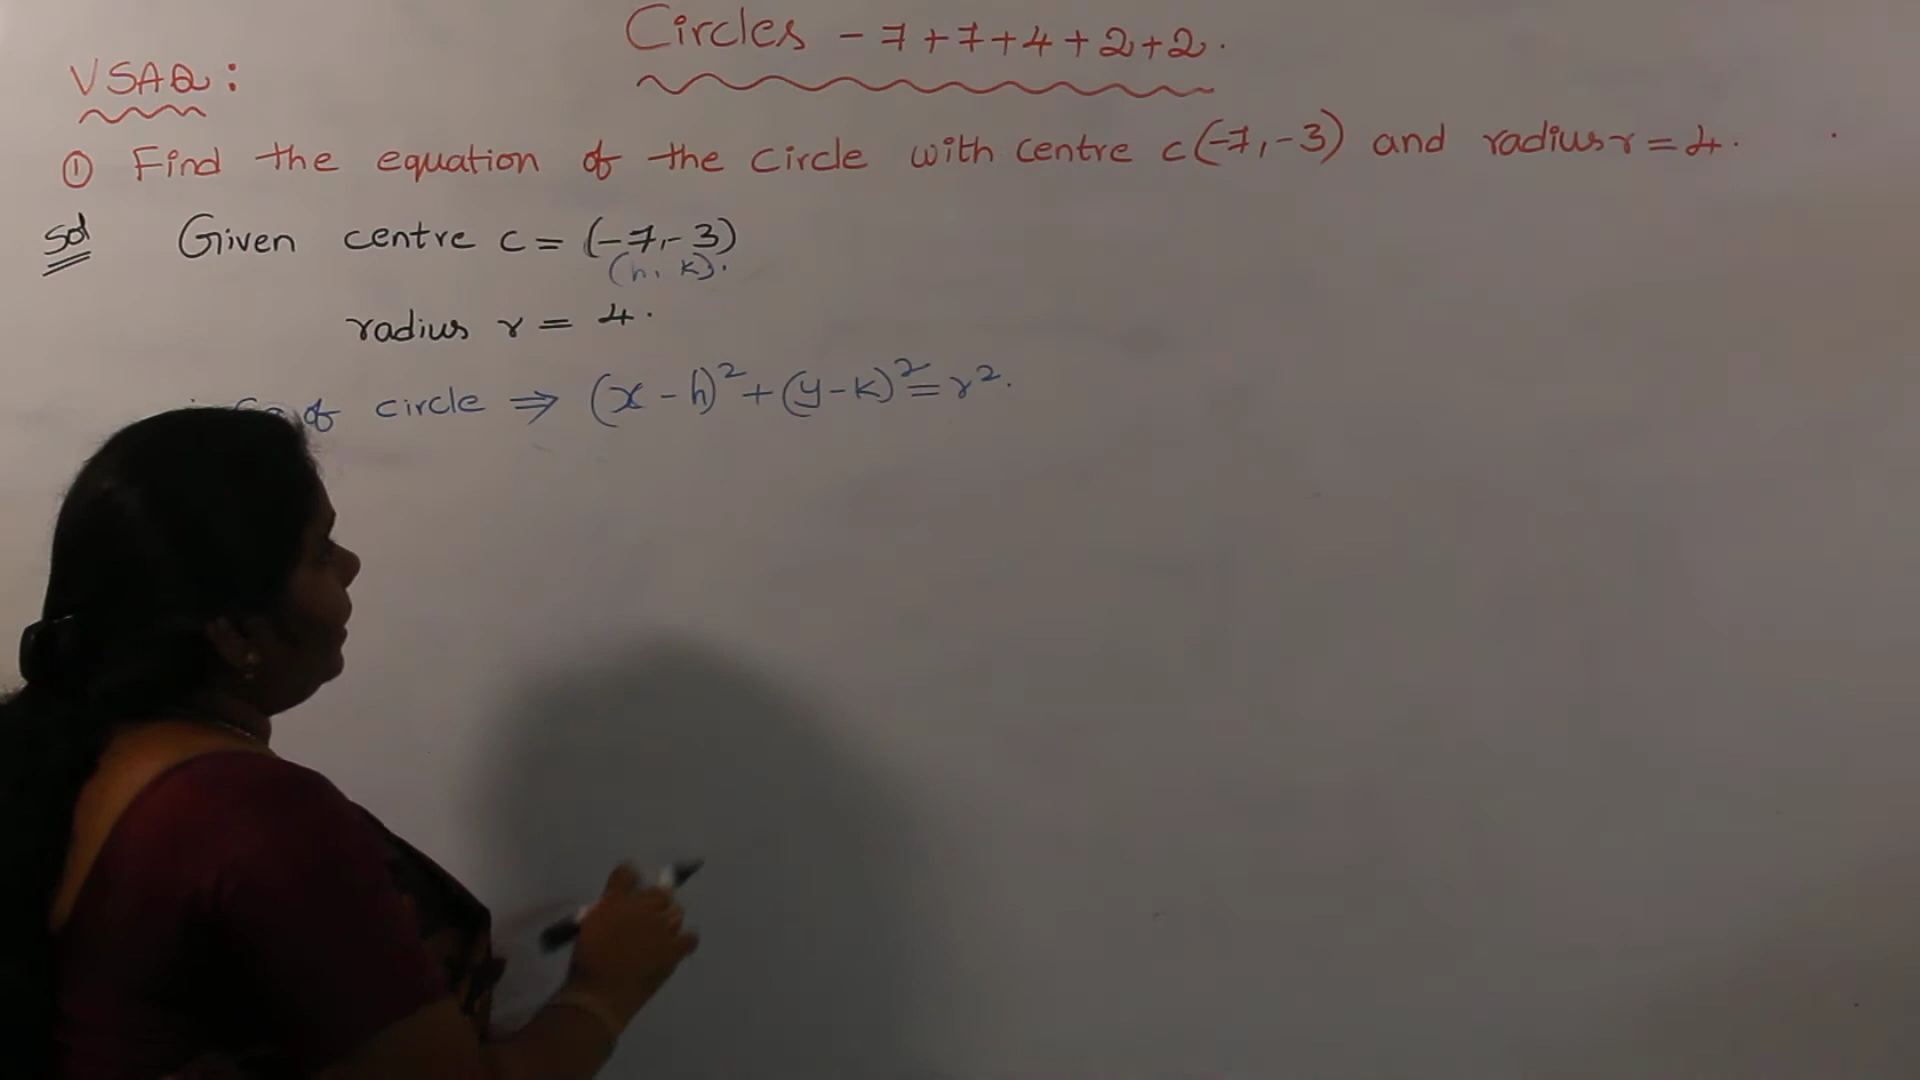 Circles - 7+7+4+2+2.
VSAQ:
① Find the equation of the circle with centre c(-7,-3) and radius r = 4.
Sol Given centre c = (-7,-3)
(h, k).
radius r = 4.
of circle ⇒ (x-h)²+(y-k)²=r².